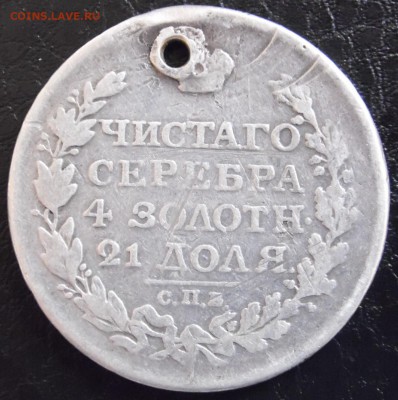 COINS.LAVE.RU
ЧИСТАГО
СЕРЕБРА
4 ЗОЛОТН.
21 ДОЛЯ.
С.П.Б